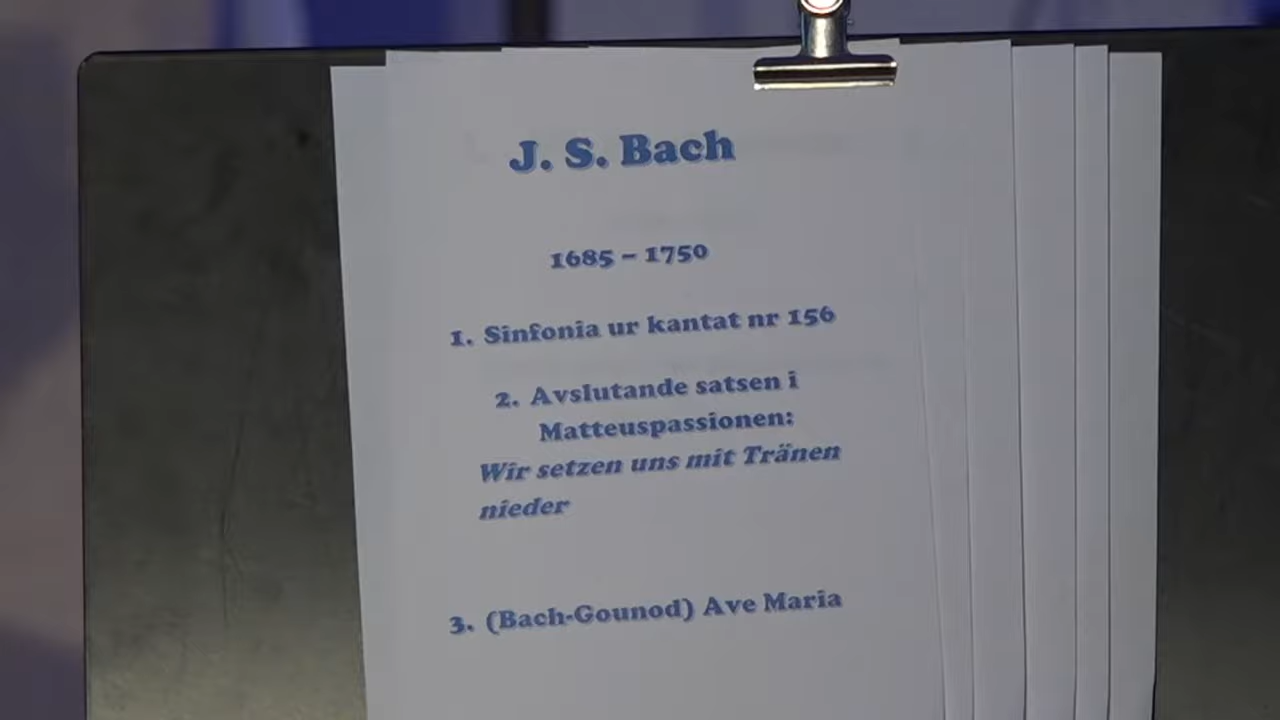 J. S. Bach
1685 – 1750
1. Sinfonia ur kantat nr 156
2. Avslutande satsen i
Matteuspassionen:
Wir setzen uns mit Tränen
nieder
3. (Bach-Gounod) Ave Maria